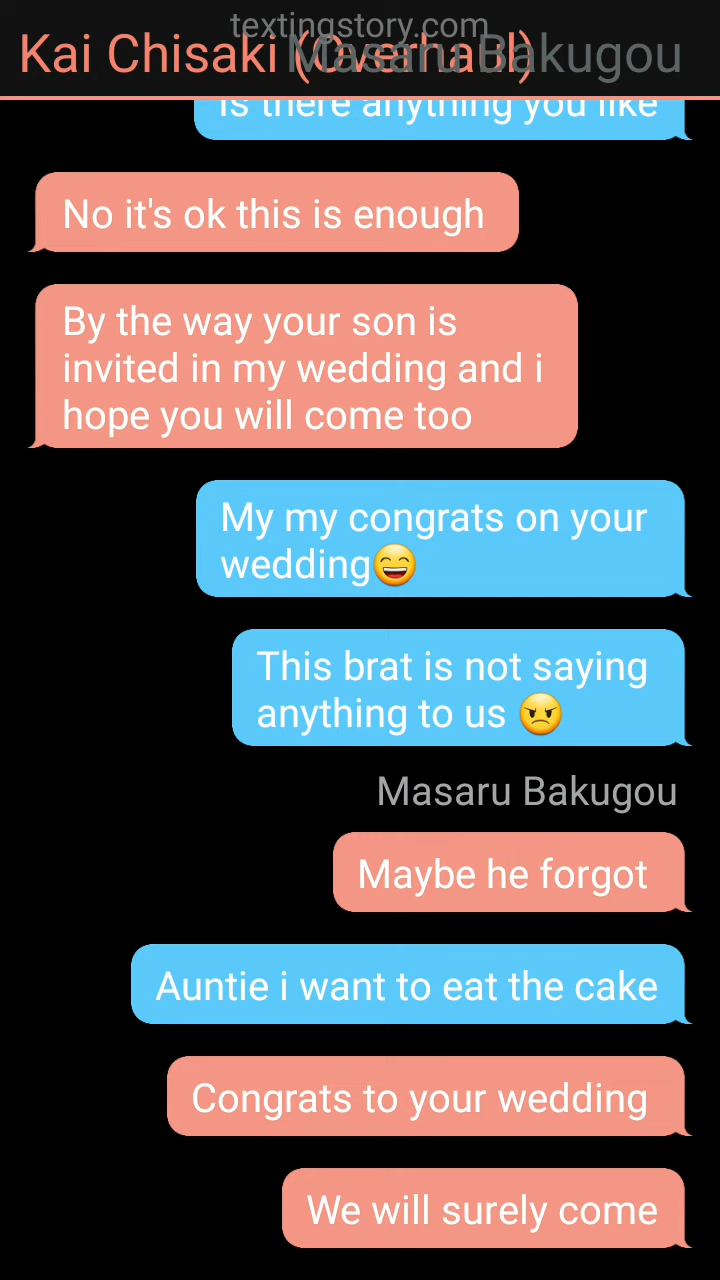 textingstory.com
Kai Chisaki (Overhaul)
Masaru Bakugou
Is there anything you like
No it's ok this is enough
By the way your son is
invited in my wedding and i
hope you will come too
My my congrats on your
wedding😄
This brat is not saying
anything to us 😠
Masaru Bakugou
Maybe he forgot
Auntie i want to eat the cake
Congrats to your wedding
We will surely come